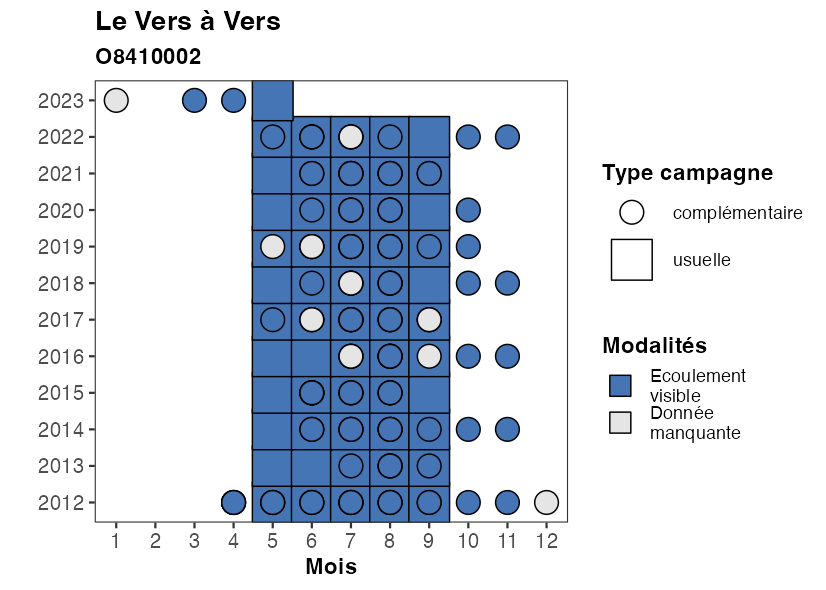 Le Vers à Vers
O8410002
2023
2022
2021
2020
2019
2018
2017
2016
2015
2014
2013
2012
1 2 3 4 5 6 7 8 9 10 11 12
Mois
Type campagne
complémentaire
usuelle
Modalités
Ecoulement
visible
Donnée
manquante